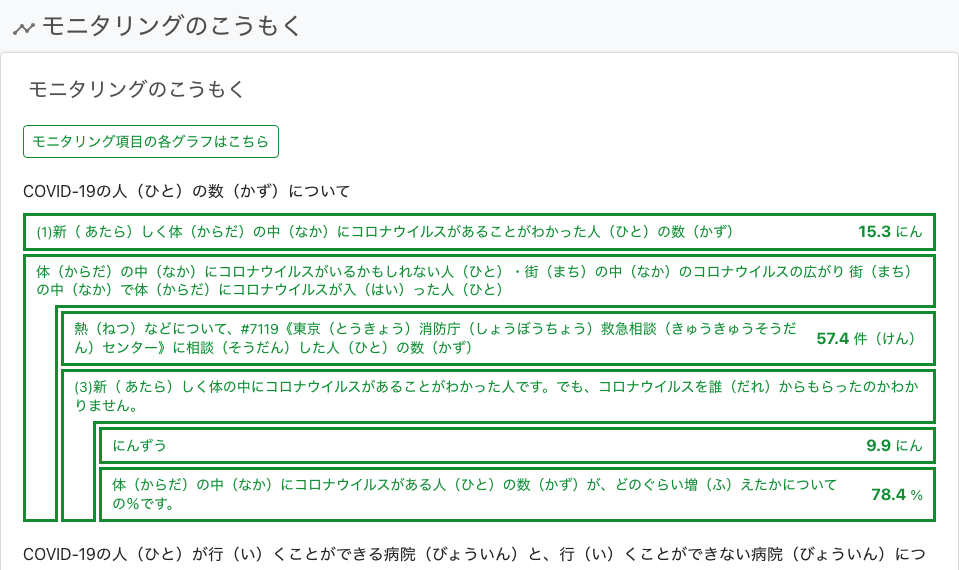 モニタリングのこうもく
モニタリングのこうもく
モニタリング項目の各グラフはこちら
COVID-19の人（ひと）の数（かず）について
(1)新（ あたら）しく体（からだ）の中（なか）にコロナウイルスがあることがわかった人（ひと）の数（かず） 15.3 にん
体（からだ）の中（なか）にコロナウイルスがいるかもしれない人（ひと）・街（まち）の中（なか）のコロナウイルスの広がり 街（まち）
の中（なか）で体（からだ）にコロナウイルスが入（はい）った人（ひと）
熱（ねつ）などについて、#7119《東京（とうきょう）消防庁（しょうぼうちょう）救急相談（きゅうきゅうそうだ
ん）センター》に相談（そうだん）した人（ひと）の数（かず） 57.4 件（けん）
(3)新（ あたら）しく体の中にコロナウイルスがあることがわかった人です。でも、コロナウイルスを誰（だれ）からもらったのかわか
りません。
にんずう 9.9 にん
体（からだ）の中（なか）にコロナウイルスがある人（ひと）の数（かず）が、どのぐらい増（ふ）えたかについて
の%です。 78.4 %
COVID-19の人（ひと）が行（い）くことができる病院（びょういん）と、行（い）くことができない病院（びょういん）につ